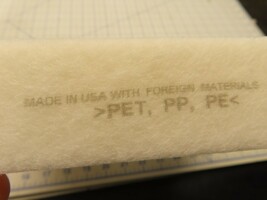 MADE IN USA WITH FOREIGN MATERIALS
>PET, PP, PE<